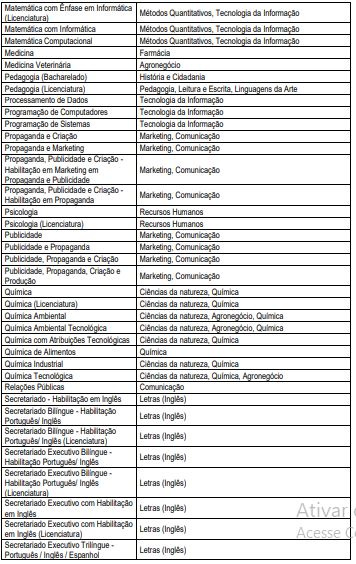 Matemática com Ênfase em Informática
(Licenciatura)
Métodos Quantitativos, Tecnologia da Informação
Matemática com Informática
Métodos Quantitativos, Tecnologia da Informação
Matemática Computacional
Métodos Quantitativos, Tecnologia da Informação
Medicina
Farmácia
Medicina Veterinária
Agronegócio
Pedagogia (Bacharelado)
História e Cidadania
Pedagogia (Licenciatura)
Pedagogia, Leitura e Escrita, Linguagens da Arte
Processamento de Dados
Tecnologia da Informação
Programação de Computadores
Tecnologia da Informação
Programação de Sistemas
Tecnologia da Informação
Propaganda e Criação
Marketing, Comunicação
Propaganda e Marketing
Marketing, Comunicação
Propaganda, Publicidade e Criação -
Habilitação em Marketing em
Propaganda e Publicidade
Marketing, Comunicação
Propaganda, Publicidade e Criação -
Habilitação em Propaganda
Marketing, Comunicação
Psicologia
Recursos Humanos
Psicologia (Licenciatura)
Recursos Humanos
Publicidade
Marketing, Comunicação
Publicidade e Propaganda
Marketing, Comunicação
Publicidade, Propaganda e Criação
Marketing, Comunicação
Publicidade, Propaganda, Criação e
Produção
Marketing, Comunicação
Química
Ciências da natureza, Química
Química (Licenciatura)
Ciências da natureza, Química
Química Ambiental
Ciências da natureza, Agronegócio, Química
Química Ambiental Tecnológica
Ciências da natureza, Agronegócio, Química
Química com Atribuições Tecnológicas
Ciências da natureza, Química
Química de Alimentos
Química
Química Industrial
Ciências da natureza, Química
Química Tecnológica
Ciências da natureza, Química, Agronegócio
Relações Públicas
Comunicação
Secretariado - Habilitação em Inglês
Letras (Inglês)
Secretariado Bilíngue - Habilitação
Português/ Inglês
Letras (Inglês)
Secretariado Bilíngue - Habilitação
Português/ Inglês (Licenciatura)
Letras (Inglês)
Secretariado Executivo Bilíngue -
Habilitação Português/ Inglês
Letras (Inglês)
Secretariado Executivo Bilíngue -
Habilitação Português/ Inglês
(Licenciatura)
Letras (Inglês)
Secretariado Executivo com Habilitação
em Inglês
Letras (Inglês)
Secretariado Executivo com Habilitação
em Inglês (Licenciatura)
Letras (Inglês)
Secretariado Executivo Trilíngue -
Português / Inglês / Espanhol
Letras (Inglês)
Ativar
Acesse